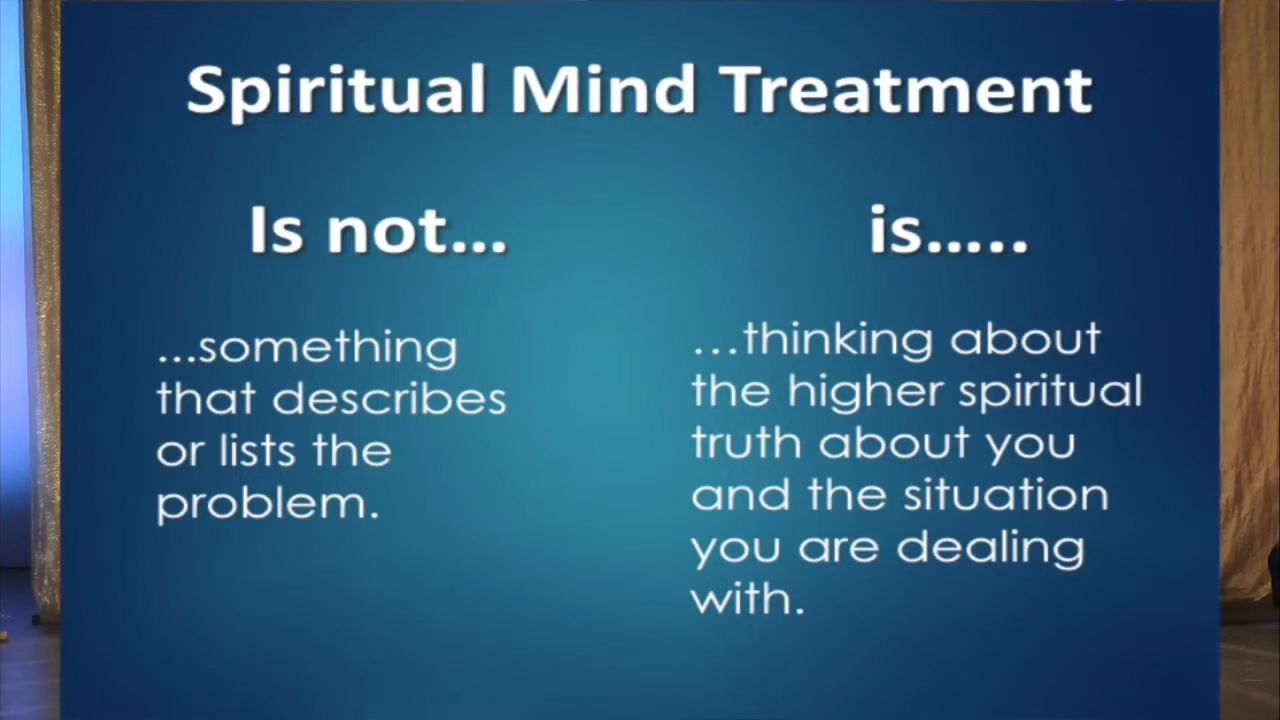 Spiritual Mind Treatment
Is not...
is.....
...something
that describes
or lists the
problem.
...thinking about
the higher spiritual
truth about you
and the situation
you are dealing
with.